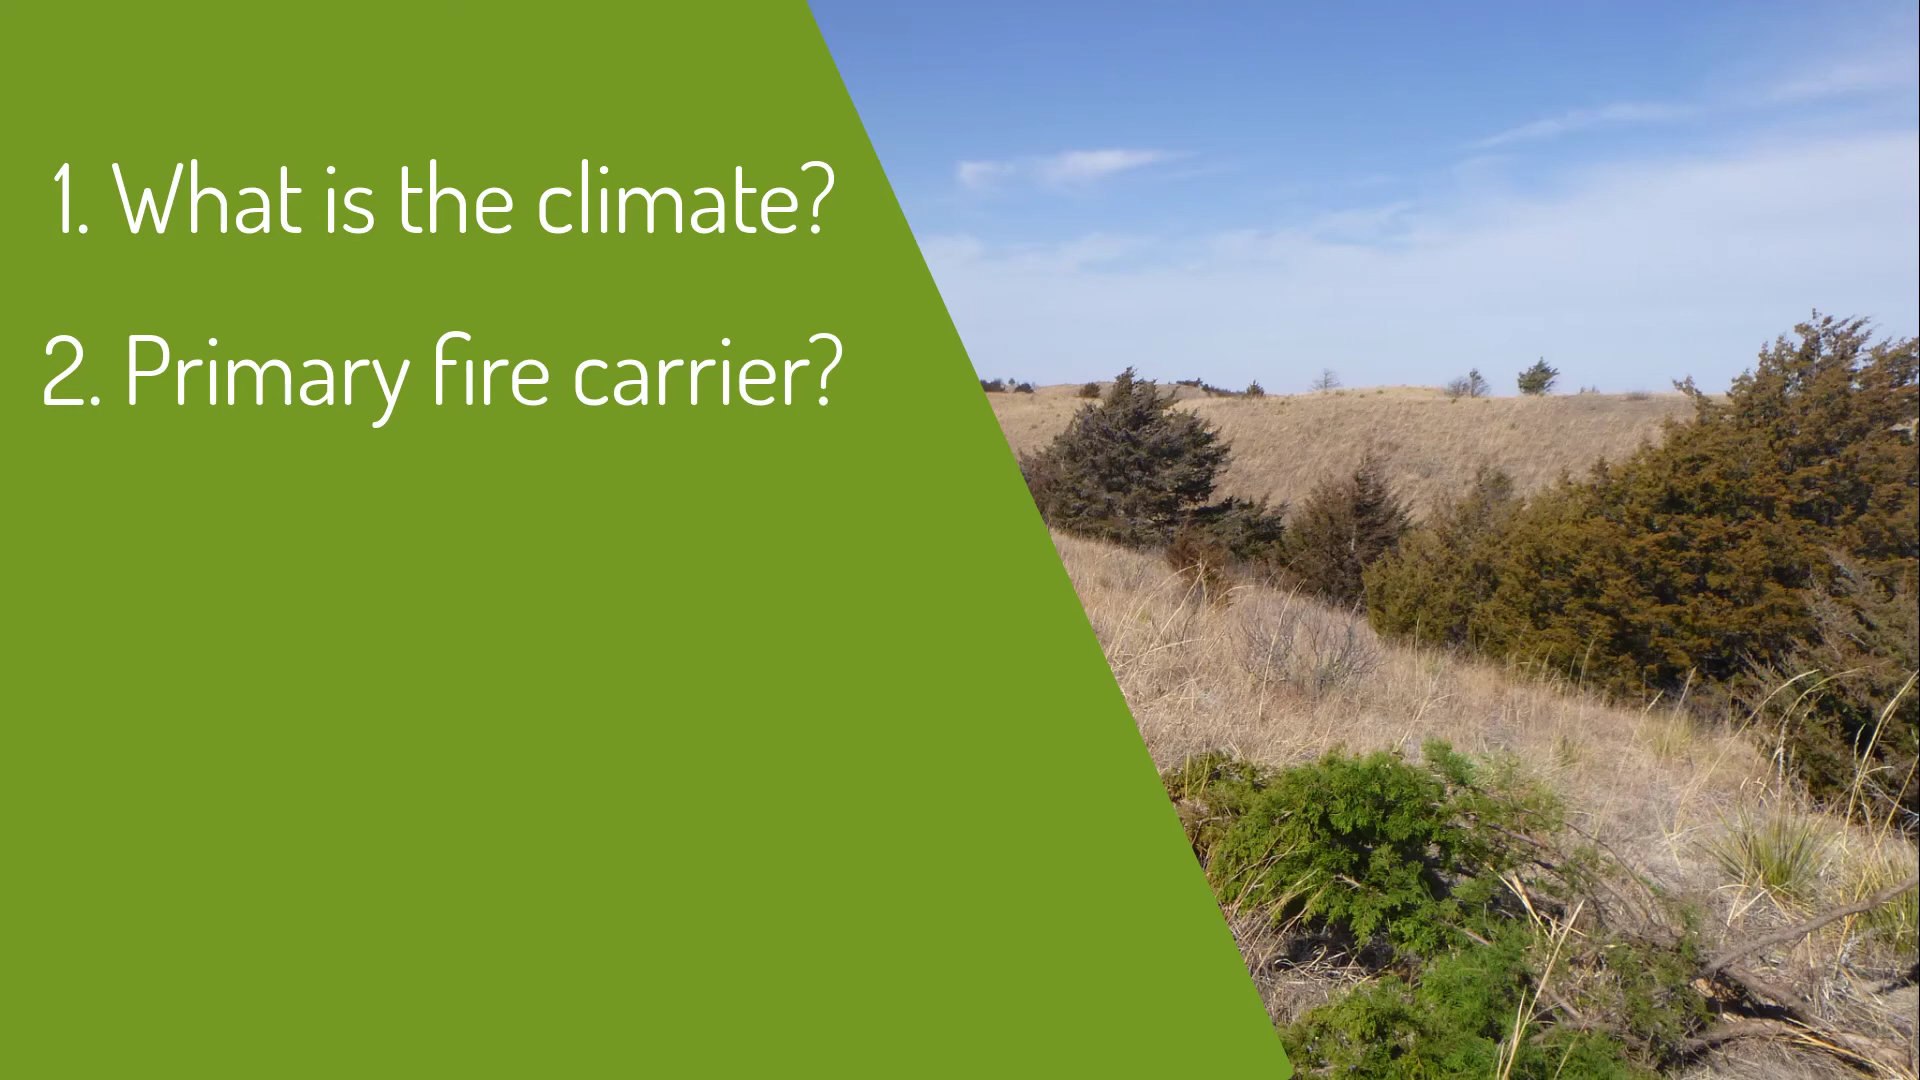 1. What is the climate?
2. Primary fire carrier?